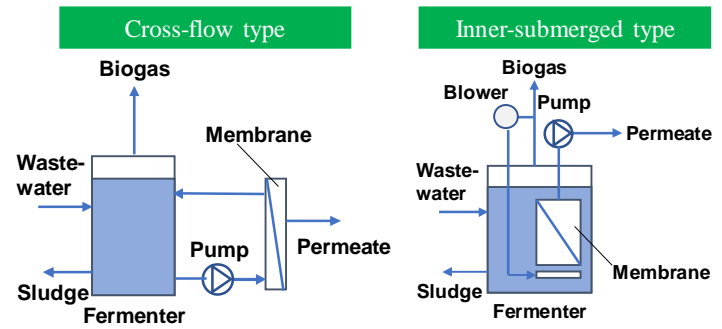 Cross-flow type
Biogas
Membrane
Waste-
water
Pump
Permeate
Sludge
Fermenter
Inner-submerged type
Biogas
Blower
Pump
Permeate
Waste-
water
Membrane
Sludge
Fermenter